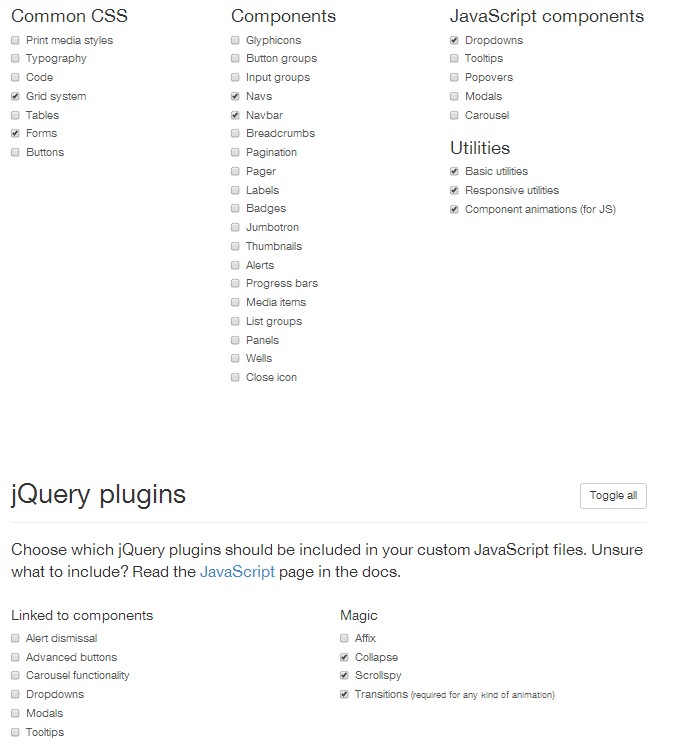 Common CSS
Print media styles
Typography
Code
Grid system
Tables
Forms
Buttons
Components
Glyphicons
Button groups
Input groups
Navs
Navbar
Breadcrumbs
Pagination
Pager
Labels
Badges
Jumbotron
Thumbnails
Alerts
Progress bars
Media items
List groups
Panels
Wells
Close icon
JavaScript components
Dropdowns
Tooltips
Popovers
Modals
Carousel
Utilities
Basic utilities
Responsive utilities
Component animations (for JS)
jQuery plugins
Toggle all
Choose which jQuery plugins should be included in your custom JavaScript files. Unsure
what to include? Read the JavaScript page in the docs.
Linked to components
Alert dismissal
Advanced buttons
Carousel functionality
Dropdowns
Modals
Tooltips
Magic
Affix
Collapse
Scrollspy
Transitions (required for any kind of animation)